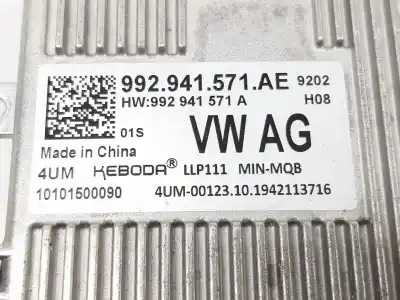 992.941.571.AE 9202
HW:992 941 571 A H08
01S VW AG
Made in China
4UM KEBODA® LLP111 MIN-MQB
10101500090 4UM-00123.10.1942113716